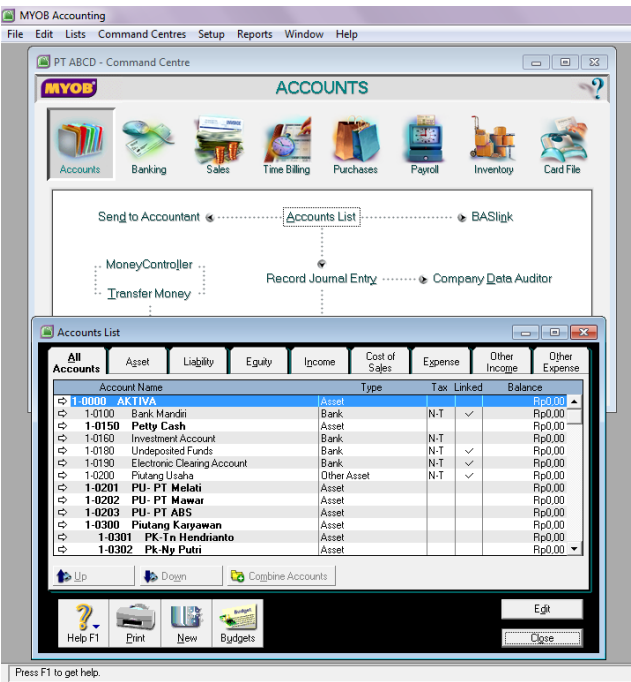 MYOB Accounting
File Edit Lists Command Centres Setup Reports Window Help
PT ABCD - Command Centre
MYOB ACCOUNTS
Accounts Banking Sales Time Billing Purchases Payroll Inventory Card File
Send to Accountant Accounts List BASlink
MoneyController
Record Journal Entry Company Data Auditor
Transfer Money
Accounts List
All Accounts Asset Liability Equity Income Cost of Sales Expense Other Income Other Expense
Account Name Type Tax Linked Balance
1-0000 AKTIVA Asset Rp0,00
1-0100 Bank Mandiri Bank N-T Rp0,00
1-0150 Petty Cash Asset Rp0,00
1-0160 Investment Account Bank N-T Rp0,00
1-0180 Undeposited Funds Bank N-T Rp0,00
1-0190 Electronic Clearing Account Bank N-T Rp0,00
1-0200 Piutang Usaha Other Asset N-T Rp0,00
1-0201 PU- PT Melati Asset Rp0,00
1-0202 PU- PT Mawar Asset Rp0,00
1-0203 PU- PT ABS Asset Rp0,00
1-0300 Piutang Karyawan Asset Rp0,00
1-0301 PK-Tn Hendrianto Asset Rp0,00
1-0302 Pk-Ny Putri Asset Rp0,00
Up Down Combine Accounts
Help F1 Print New Budgets
Edit
Close
Press F1 to get help.